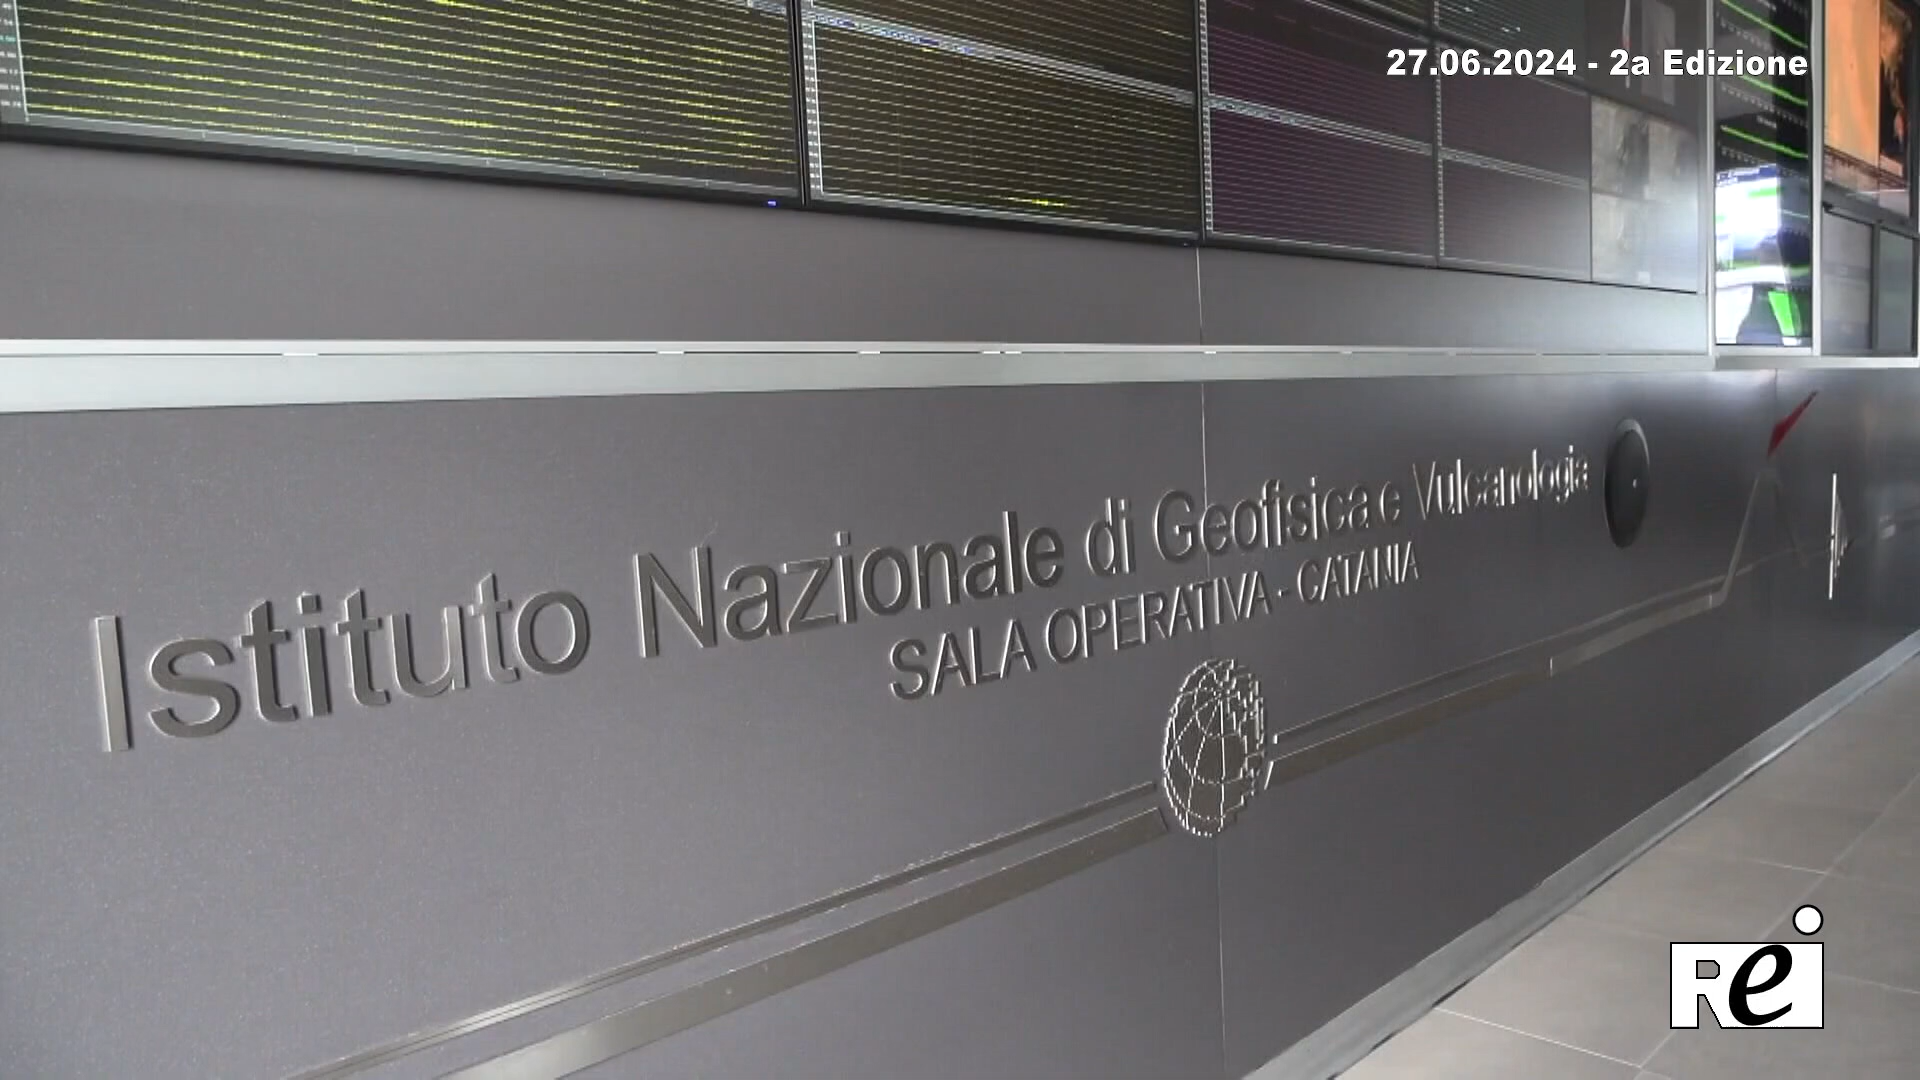 27.06.2024 - 2a Edizione
Istituto Nazionale di Geofisica e Vulcanologia
SALA OPERATIVA - CATANIA
Rei